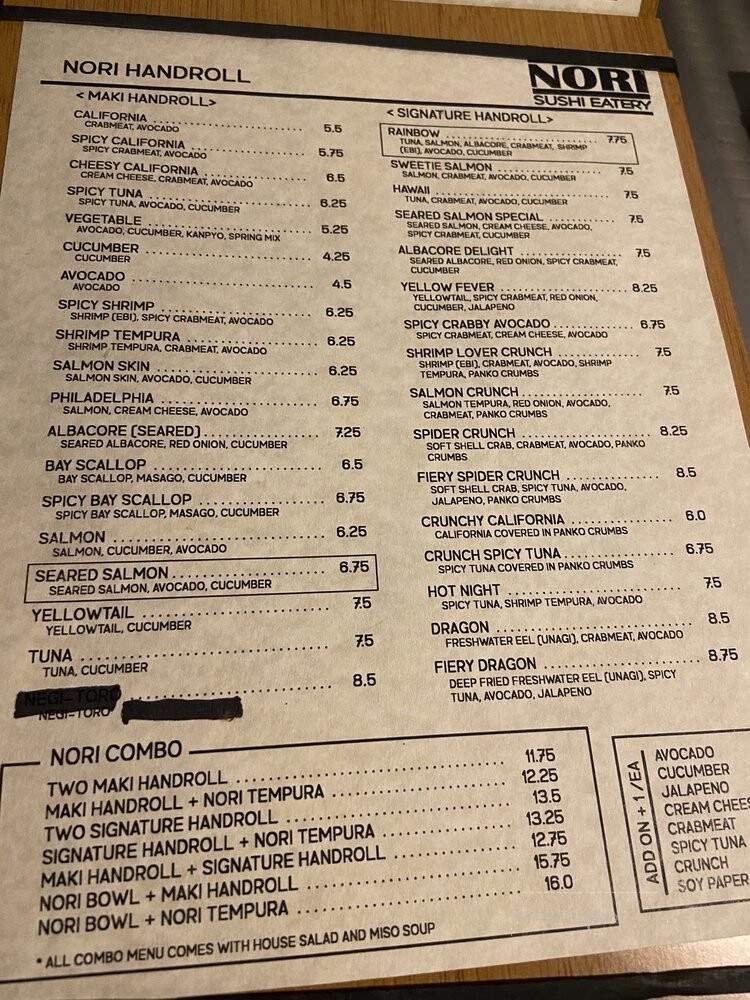 NORI HANDROLL
NORI
SUSHI EATERY
< MAKI HANDROLL>
CALIFORNIA 5.5
CRABMEAT, AVOCADO
SPICY CALIFORNIA 5.75
SPICY CRABMEAT, AVOCADO
CHEESY CALIFORNIA 6.5
CREAM CHEESE, CRABMEAT, AVOCADO
SPICY TUNA 6.25
SPICY TUNA, AVOCADO, CUCUMBER
VEGETABLE 5.25
AVOCADO, CUCUMBER, KANPYO, SPRING MIX
CUCUMBER 4.25
CUCUMBER
AVOCADO 4.5
AVOCADO
SPICY SHRIMP 6.25
SHRIMP (EBI), SPICY CRABMEAT, AVOCADO
SHRIMP TEMPURA 6.25
SHRIMP TEMPURA, CRABMEAT, AVOCADO
SALMON SKIN 6.25
SALMON SKIN, AVOCADO, CUCUMBER
PHILADELPHIA 6.75
SALMON, CREAM CHEESE, AVOCADO
ALBACORE (SEARED) 7.25
SEARED ALBACORE, RED ONION, CUCUMBER
BAY SCALLOP 6.5
BAY SCALLOP, MASAGO, CUCUMBER
SPICY BAY SCALLOP 6.75
SPICY BAY SCALLOP, MASAGO, CUCUMBER
SALMON 6.25
SALMON, CUCUMBER, AVOCADO
SEARED SALMON 6.75
SEARED SALMON, AVOCADO, CUCUMBER
YELLOWTAIL 7.5
YELLOWTAIL, CUCUMBER
TUNA 7.5
TUNA, CUCUMBER
NEGI-TORO 8.5
NEGI-TORO
< SIGNATURE HANDROLL>
RAINBOW 7.75
TUNA, SALMON, ALBACORE, CRABMEAT, SHRIMP
(EBI), AVOCADO, CUCUMBER
SWEETIE SALMON 7.5
SALMON, CRABMEAT, AVOCADO, CUCUMBER
HAWAII 7.5
TUNA, CRABMEAT, AVOCADO, CUCUMBER
SEARED SALMON SPECIAL 7.5
SEARED SALMON, CREAM CHEESE, AVOCADO,
SPICY CRABMEAT, CUCUMBER
ALBACORE DELIGHT 7.5
SEARED ALBACORE, RED ONION, SPICY CRABMEAT,
CUCUMBER
YELLOW FEVER 8.25
YELLOWTAIL, SPICY CRABMEAT, RED ONION,
CUCUMBER, JALAPENO
SPICY CRABBY AVOCADO 6.75
SPICY CRABMEAT, CREAM CHEESE, AVOCADO
SHRIMP LOVER CRUNCH 7.5
SHRIMP (EBI), CRABMEAT, AVOCADO, SHRIMP
TEMPURA, PANKO CRUMBS
SALMON CRUNCH 7.5
SALMON TEMPURA, RED ONION, AVOCADO,
CRABMEAT, PANKO CRUMBS
SPIDER CRUNCH 8.25
SOFT SHELL CRAB, CRABMEAT, AVOCADO, PANKO
CRUMBS
FIERY SPIDER CRUNCH 8.5
SOFT SHELL CRAB, SPICY TUNA, AVOCADO,
JALAPENO, PANKO CRUMBS
CRUNCHY CALIFORNIA 6.0
CALIFORNIA COVERED IN PANKO CRUMBS
CRUNCH SPICY TUNA 6.75
SPICY TUNA COVERED IN PANKO CRUMBS
HOT NIGHT 7.5
SPICY TUNA, SHRIMP TEMPURA, AVOCADO
DRAGON 8.5
FRESHWATER EEL (UNAGI), CRABMEAT, AVOCADO
FIERY DRAGON 8.75
DEEP FRIED FRESHWATER EEL (UNAGI), SPICY
TUNA, AVOCADO, JALAPENO
NORI COMBO
TWO MAKI HANDROLL 11.75
MAKI HANDROLL + NORI TEMPURA 12.25
TWO SIGNATURE HANDROLL 13.5
SIGNATURE HANDROLL + NORI TEMPURA 13.25
MAKI HANDROLL + SIGNATURE HANDROLL 12.75
NORI BOWL + MAKI HANDROLL 15.75
NORI BOWL + NORI TEMPURA 16.0
* ALL COMBO MENU COMES WITH HOUSE SALAD AND MISO SOUP
ADD ON + 1 / EA
AVOCADO
CUCUMBER
JALAPENO
CREAM CHEES
CRABMEAT
SPICY TUNA
CRUNCH
SOY PAPER